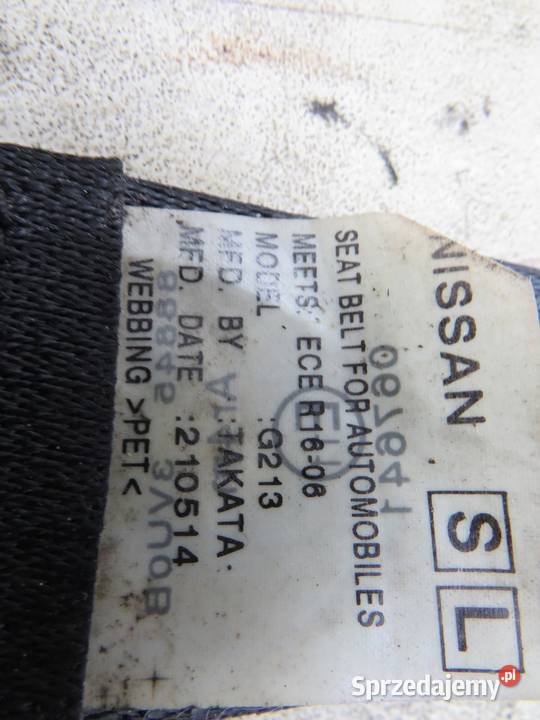 NISSAN S L
SEAT BELT FOR AUTOMOBILES
MEETS: ECE R16-06
MODEL :G213
MFD. BY :TAKATA.
MFD. DATE :210514
WEBBING >PET<
Sprzedajemy.pl